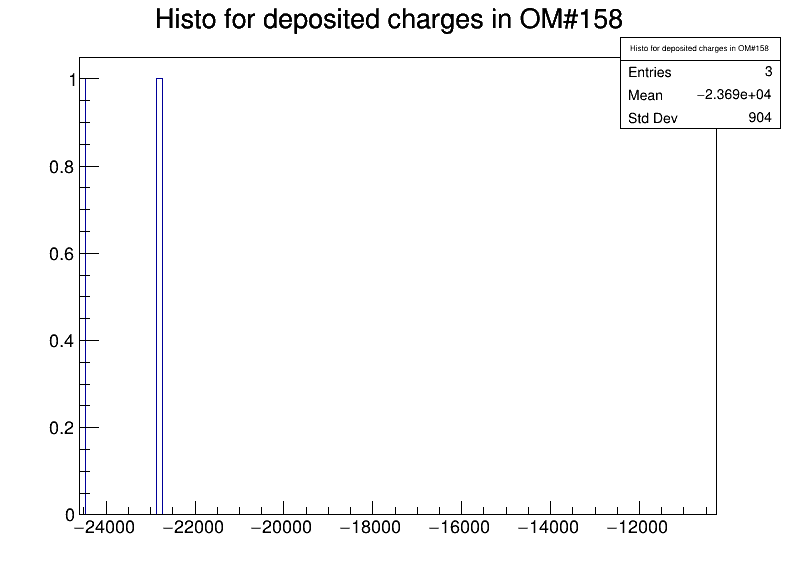 Histo for deposited charges in OM#158
Histo for deposited charges in OM#158
Entries 3
Mean −2.369e+04
Std Dev 904
1
0.8
0.6
0.4
0.2
0
−24000 −22000 −20000 −18000 −16000 −14000 −12000